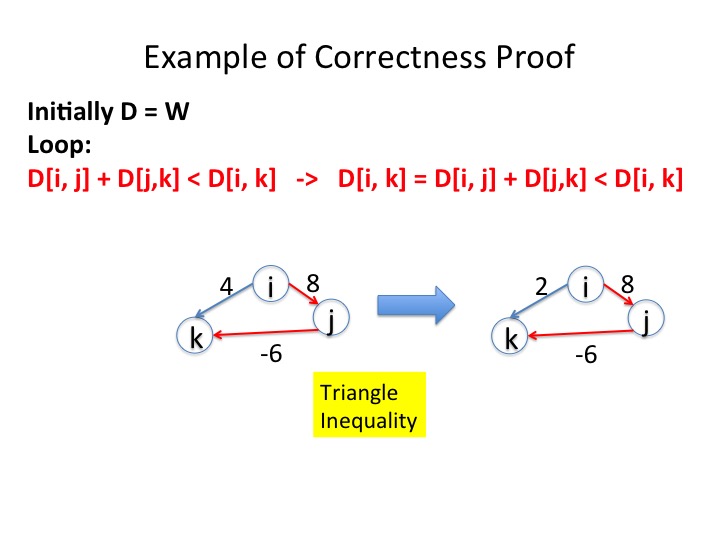 Example of Correctness Proof
Initially D = W
Loop:
D[i, j] + D[j,k] < D[i, k]   ->   D[i, k] = D[i, j] + D[j,k] < D[i, k]
4 i 8
j
k
-6
2 i 8
j
k
-6
Triangle
Inequality